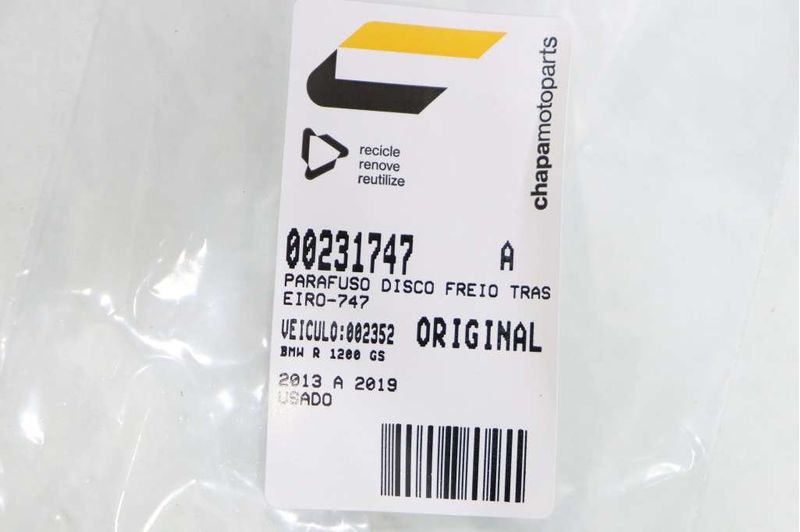 chapamotoparts
recicle
renove
reutilize
00231747 A
PARAFUSO DISCO FREIO TRAS
EIRO-747
VEICULO:002352 ORIGINAL
BMW R 1200 GS
2013 A 2019
USADO